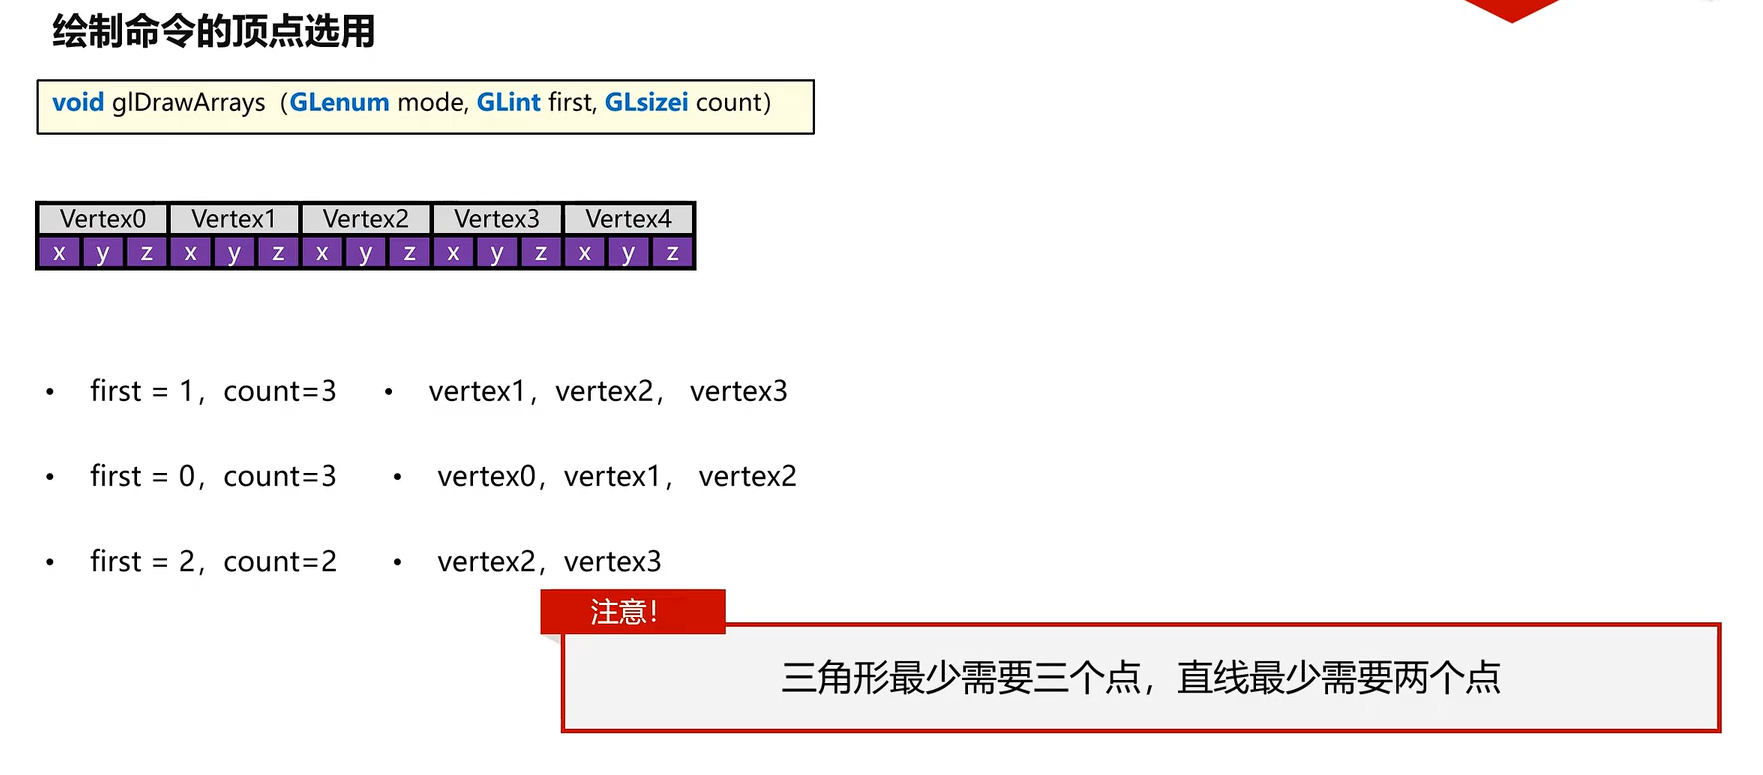 绘制命令的顶点选用
void glDrawArrays（GLenum mode, GLint first, GLsizei count）
Vertex0 Vertex1 Vertex2 Vertex3 Vertex4
x y z x y z x y z x y z x y z
• first = 1，count=3 • vertex1，vertex2， vertex3
• first = 0，count=3 • vertex0，vertex1， vertex2
• first = 2，count=2 • vertex2，vertex3
注意！
三角形最少需要三个点，直线最少需要两个点